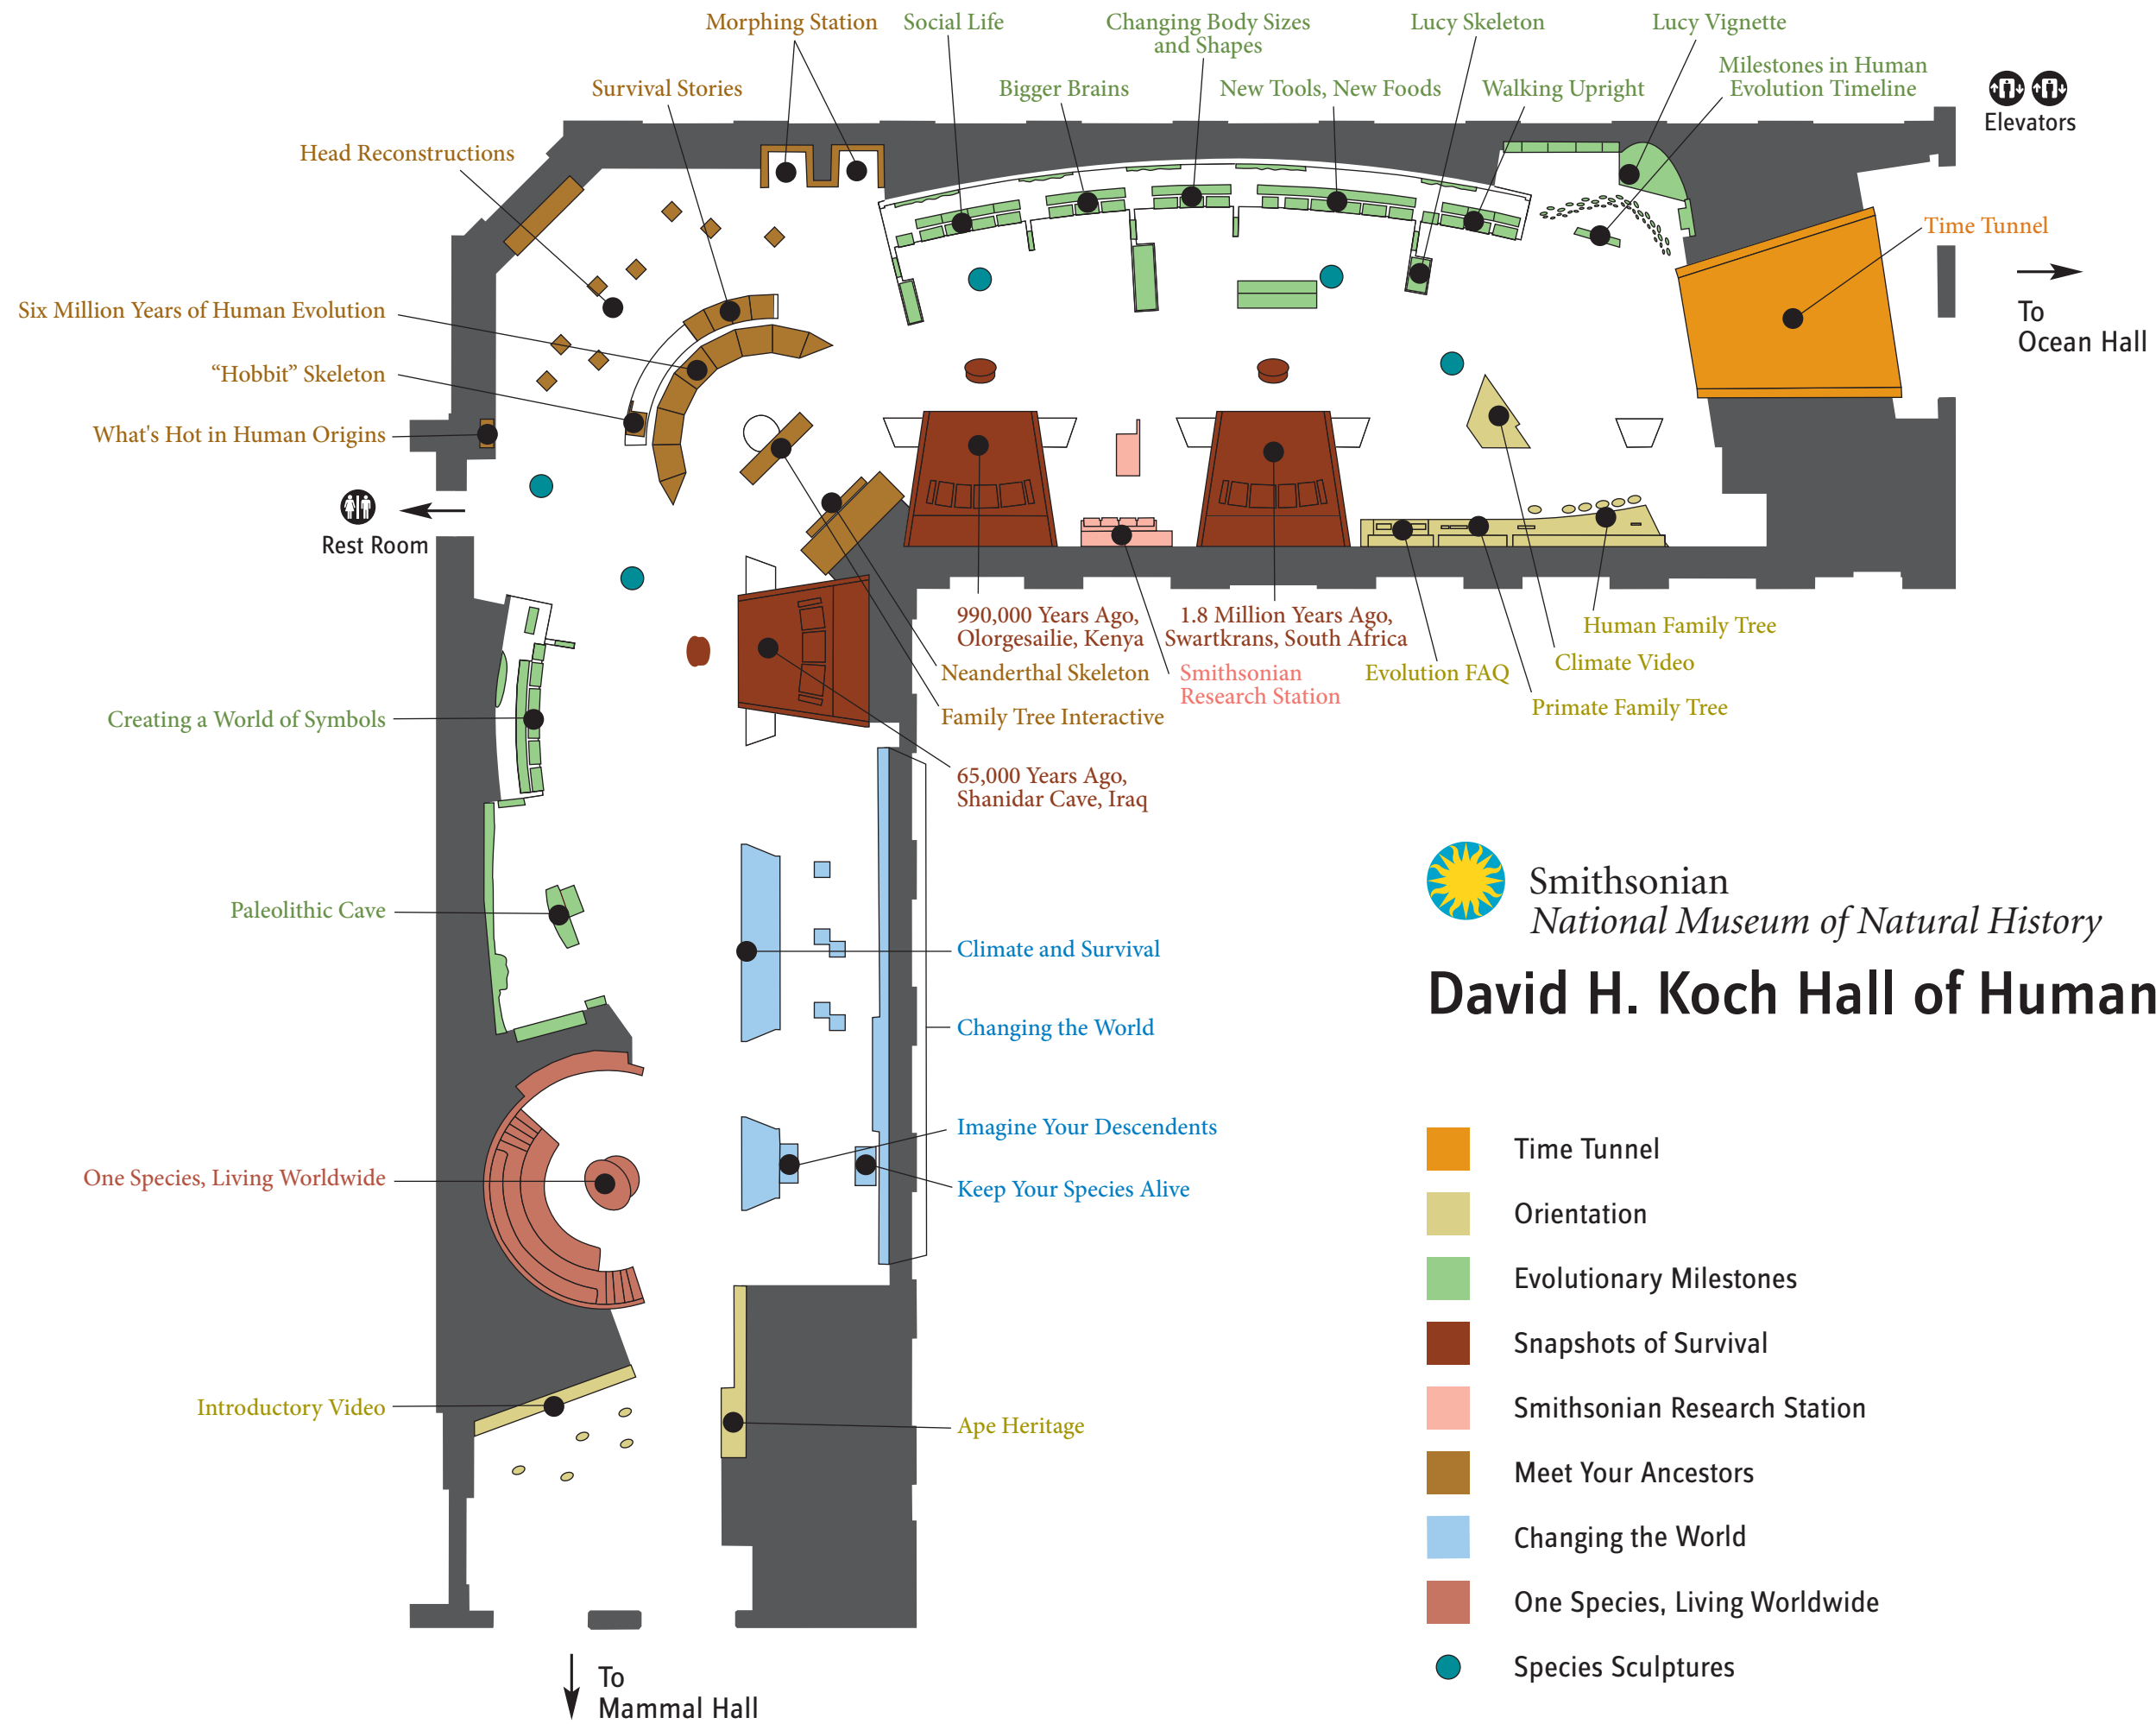 Morphing Station
Social Life
Changing Body Sizes
and Shapes
Lucy Skeleton
Lucy Vignette
Survival Stories
Bigger Brains
New Tools, New Foods
Walking Upright
Milestones in Human
Evolution Timeline
Elevators
Head Reconstructions
Time Tunnel
To
Ocean Hall
Six Million Years of Human Evolution
“Hobbit” Skeleton
What's Hot in Human Origins
Rest Room
990,000 Years Ago,
Olorgesailie, Kenya
1.8 Million Years Ago,
Swartkrans, South Africa
Human Family Tree
Neanderthal Skeleton
Smithsonian
Research Station
Evolution FAQ
Climate Video
Family Tree Interactive
Primate Family Tree
Creating a World of Symbols
65,000 Years Ago,
Shanidar Cave, Iraq
Paleolithic Cave
Climate and Survival
Changing the World
Imagine Your Descendents
One Species, Living Worldwide
Keep Your Species Alive
Introductory Video
Ape Heritage
To
Mammal Hall
Smithsonian
National Museum of Natural History
David H. Koch Hall of Human
Time Tunnel
Orientation
Evolutionary Milestones
Snapshots of Survival
Smithsonian Research Station
Meet Your Ancestors
Changing the World
One Species, Living Worldwide
Species Sculptures